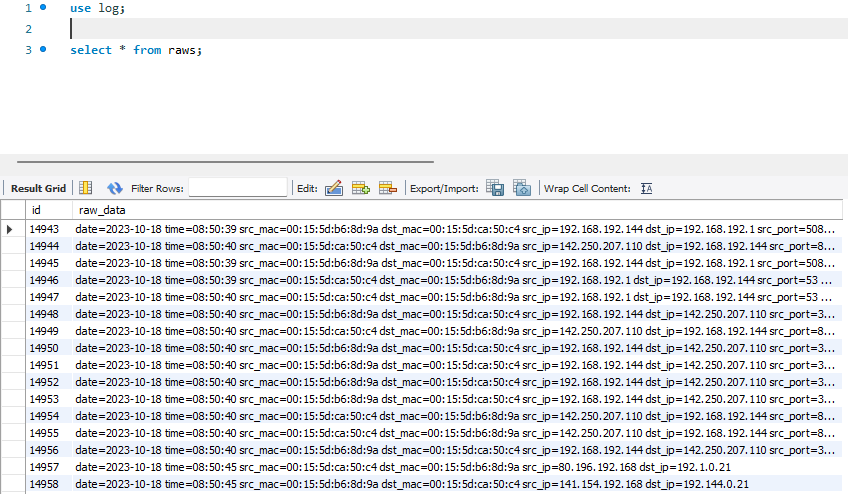 1 use log;
2
3 select * from raws;
Result Grid Filter Rows: Edit: Export/Import: Wrap Cell Content: IA
id raw_data
14943 date=2023-10-18 time=08:50:39 src_mac=00:15:5d:b6:8d:9a dst_mac=00:15:5d:ca:50:c4 src_ip=192.168.192.144 dst_ip=192.168.192.1 src_port=508...
14944 date=2023-10-18 time=08:50:40 src_mac=00:15:5d:ca:50:c4 dst_mac=00:15:5d:b6:8d:9a src_ip=142.250.207.110 dst_ip=192.168.192.144 src_port=8...
14945 date=2023-10-18 time=08:50:39 src_mac=00:15:5d:b6:8d:9a dst_mac=00:15:5d:ca:50:c4 src_ip=192.168.192.144 dst_ip=192.168.192.1 src_port=508...
14946 date=2023-10-18 time=08:50:39 src_mac=00:15:5d:ca:50:c4 dst_mac=00:15:5d:b6:8d:9a src_ip=192.168.192.1 dst_ip=192.168.192.144 src_port=53 ...
14947 date=2023-10-18 time=08:50:40 src_mac=00:15:5d:ca:50:c4 dst_mac=00:15:5d:b6:8d:9a src_ip=192.168.192.1 dst_ip=192.168.192.144 src_port=53 ...
14948 date=2023-10-18 time=08:50:40 src_mac=00:15:5d:b6:8d:9a dst_mac=00:15:5d:ca:50:c4 src_ip=192.168.192.144 dst_ip=142.250.207.110 src_port=3...
14949 date=2023-10-18 time=08:50:40 src_mac=00:15:5d:ca:50:c4 dst_mac=00:15:5d:b6:8d:9a src_ip=142.250.207.110 dst_ip=192.168.192.144 src_port=8...
14950 date=2023-10-18 time=08:50:40 src_mac=00:15:5d:b6:8d:9a dst_mac=00:15:5d:ca:50:c4 src_ip=192.168.192.144 dst_ip=142.250.207.110 src_port=3...
14951 date=2023-10-18 time=08:50:40 src_mac=00:15:5d:b6:8d:9a dst_mac=00:15:5d:ca:50:c4 src_ip=192.168.192.144 dst_ip=142.250.207.110 src_port=3...
14952 date=2023-10-18 time=08:50:40 src_mac=00:15:5d:b6:8d:9a dst_mac=00:15:5d:ca:50:c4 src_ip=192.168.192.144 dst_ip=142.250.207.110 src_port=3...
14953 date=2023-10-18 time=08:50:40 src_mac=00:15:5d:b6:8d:9a dst_mac=00:15:5d:ca:50:c4 src_ip=192.168.192.144 dst_ip=142.250.207.110 src_port=3...
14954 date=2023-10-18 time=08:50:40 src_mac=00:15:5d:ca:50:c4 dst_mac=00:15:5d:b6:8d:9a src_ip=142.250.207.110 dst_ip=192.168.192.144 src_port=8...
14955 date=2023-10-18 time=08:50:40 src_mac=00:15:5d:ca:50:c4 dst_mac=00:15:5d:b6:8d:9a src_ip=142.250.207.110 dst_ip=192.168.192.144 src_port=8...
14956 date=2023-10-18 time=08:50:40 src_mac=00:15:5d:b6:8d:9a dst_mac=00:15:5d:ca:50:c4 src_ip=192.168.192.144 dst_ip=142.250.207.110 src_port=3...
14957 date=2023-10-18 time=08:50:45 src_mac=00:15:5d:ca:50:c4 dst_mac=00:15:5d:b6:8d:9a src_ip=80.196.192.168 dst_ip=192.1.0.21
14958 date=2023-10-18 time=08:50:45 src_mac=00:15:5d:b6:8d:9a dst_mac=00:15:5d:ca:50:c4 src_ip=141.154.192.168 dst_ip=192.144.0.21